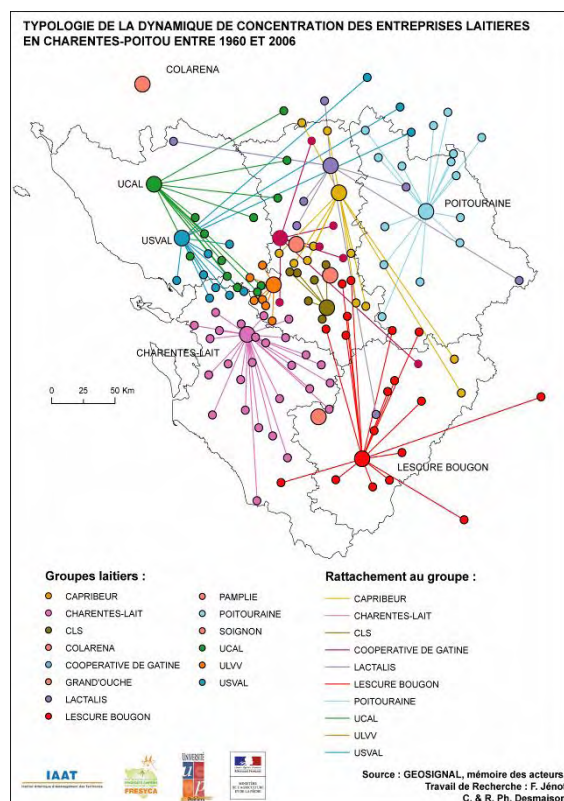 TYPOLOGIE DE LA DYNAMIQUE DE CONCENTRATION DES ENTREPRISES LAITIERES
EN CHARENTES-POITOU ENTRE 1960 ET 2006
COLARENA
UCAL
POITOURAINE
USVAL
CHARENTES-LAIT
0 25 50 Km
LESCURE BOUGON
Groupes laitiers :
CAPRIBEUR
CHARENTES-LAIT
CLS
COLARENA
COOPERATIVE DE GATINE
GRAND'OUCHE
LACTALIS
LESCURE BOUGON
PAMPLIE
POITOURAINE
SOIGNON
UCAL
ULVV
USVAL
Rattachement au groupe :
CAPRIBEUR
CHARENTES-LAIT
CLS
COOPERATIVE DE GATINE
LACTALIS
LESCURE BOUGON
POITOURAINE
UCAL
ULVV
USVAL
IAAT
FRESYCA
UNIVERSITÉ
Source : GEOSIGNAL, mémoire des acteurs
Travail de Recherche : F. Jénot
C. & R. Ph. Desmaison